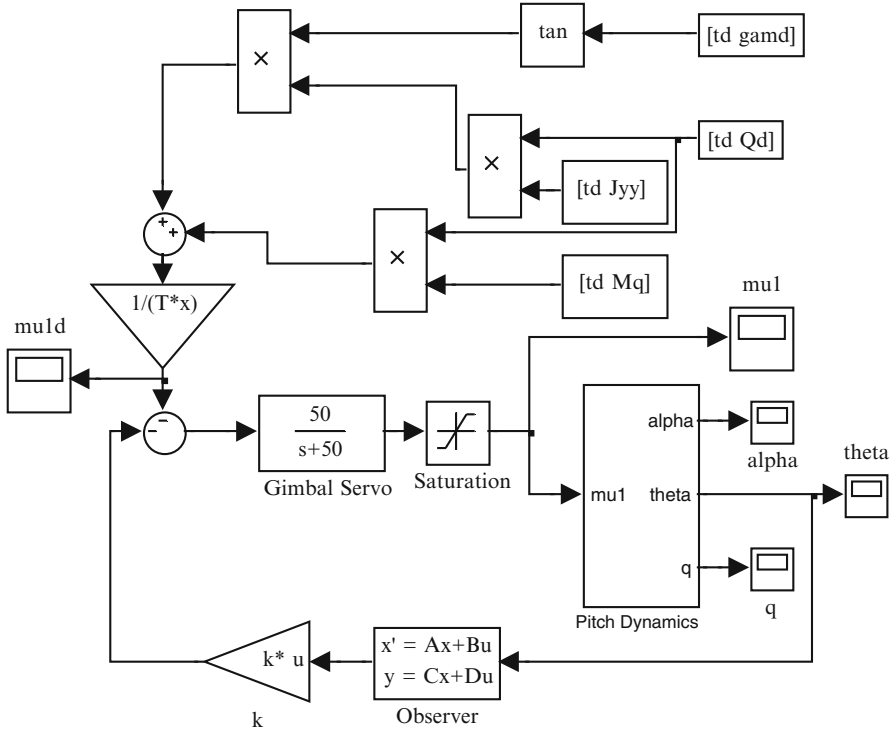 tan
[td gamd]
×
[td Qd]
×
[td Jyy]
+
+
×
[td Mq]
1/(T*x)
mu1
mu1d
−
−
50
s+50
Gimbal Servo
Saturation
alpha
alpha
theta
mu1
theta
q
q
Pitch Dynamics
k* u
k
x' = Ax+Bu
y = Cx+Du
Observer